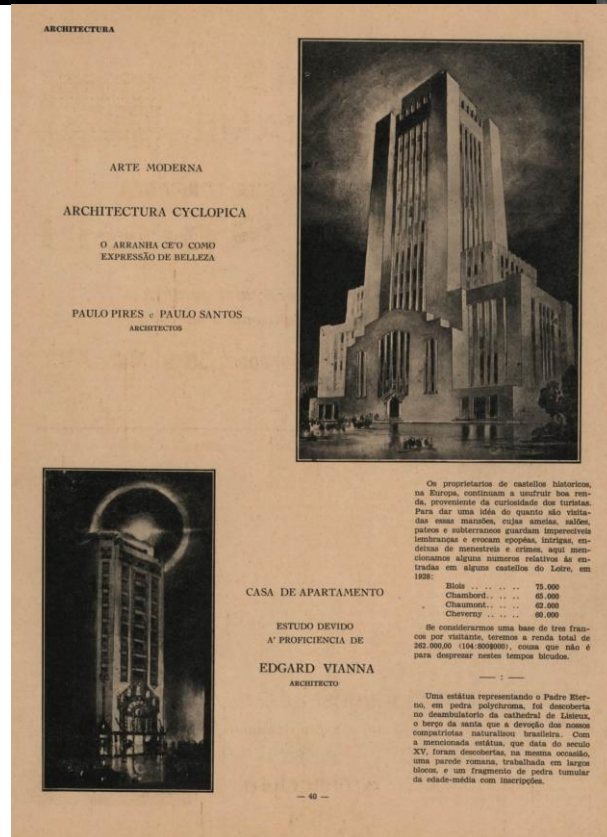 ARCHITECTURA
ARTE MODERNA
ARCHITECTURA CYCLOPICA
O ARRANHA CE'O COMO
EXPRESSÃO DE BELLEZA
PAULO PIRES e PAULO SANTOS
ARCHITECTOS
CASA DE APARTAMENTO
ESTUDO DEVIDO
A' PROFICIENCIA DE
EDGARD VIANNA
ARCHITECTO
Os proprietarios de castellos historicos,
na Europa, continuam a usufruir boa ren-
da, proveniente da curiosidade dos turistas.
Para dar uma idéa do quanto são visita-
das essas mansões, cujas ameias, salões,
pateos e subterraneos guardam impereciveis
lembranças e evocam epopéas, intrigas, en-
deixas de menestreis e crimes, aqui men-
cionamos alguns numeros relativos ás en-
tradas em alguns castellos do Loire, em
1928:
Blois .. .. .. .. 75.000
Chambord.. .. .. 65.000
Chaumont.. .. .. 62.000
Cheverny .. .. .. 60.000
Se considerarmos uma base de tres fran-
cos por visitante, teremos a renda total de
262.000,00 (104:800$000), cousa que não é
para desprezar nestes tempos bicudos.
— : —
Uma estátua representando o Padre Eter-
no, em pedra polychroma, foi descoberta
no deambulatorio da cathedral de Lisieux,
o berço da santa que a devoção dos nossos
compatriotas naturalisou brasileira. Com
a mencionada estátua, que data do seculo
XV, foram descobertas, na mesma occasião,
uma parede romana, trabalhada em largos
blocos, e um fragmento de pedra tumular
da edade-média com inscripções.
— 40 —